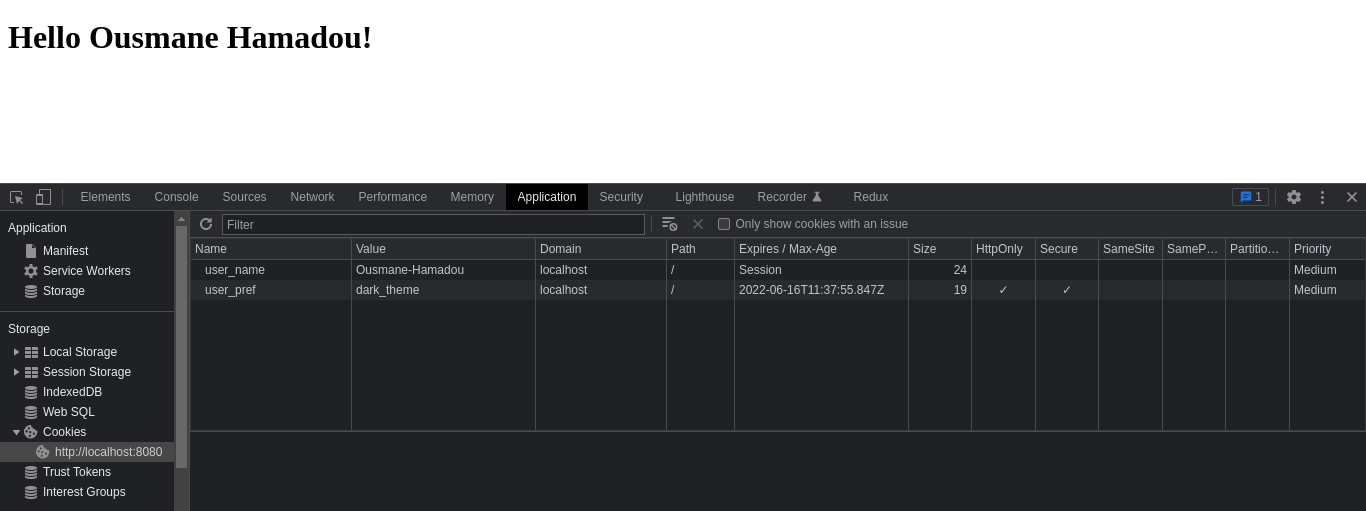 Hello Ousmane Hamadou!
Elements Console Sources Network Performance Memory Application Security Lighthouse Recorder Redux 1
Application
Manifest
Service Workers
Storage
Storage
Local Storage
Session Storage
IndexedDB
Web SQL
Cookies
http://localhost:8080
Trust Tokens
Interest Groups
Filter Only show cookies with an issue
Name Value Domain Path Expires / Max-Age Size HttpOnly Secure SameSite SameP… Partitio… Priority
user_name Ousmane-Hamadou localhost / Session 24 Medium
user_pref dark_theme localhost / 2022-06-16T11:37:55.847Z 19 ✓ ✓ Medium